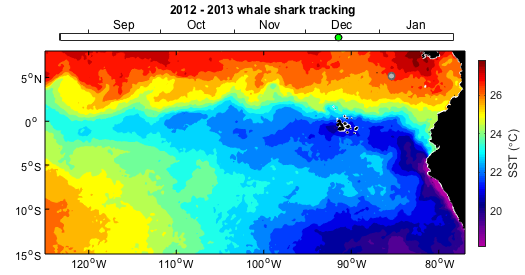 2012 - 2013 whale shark tracking
Sep Oct Nov Dec Jan
5°N
0°
5°S
10°S
15°S
120°W 110°W 100°W 90°W 80°W
26
24
22
20
SST (°C)